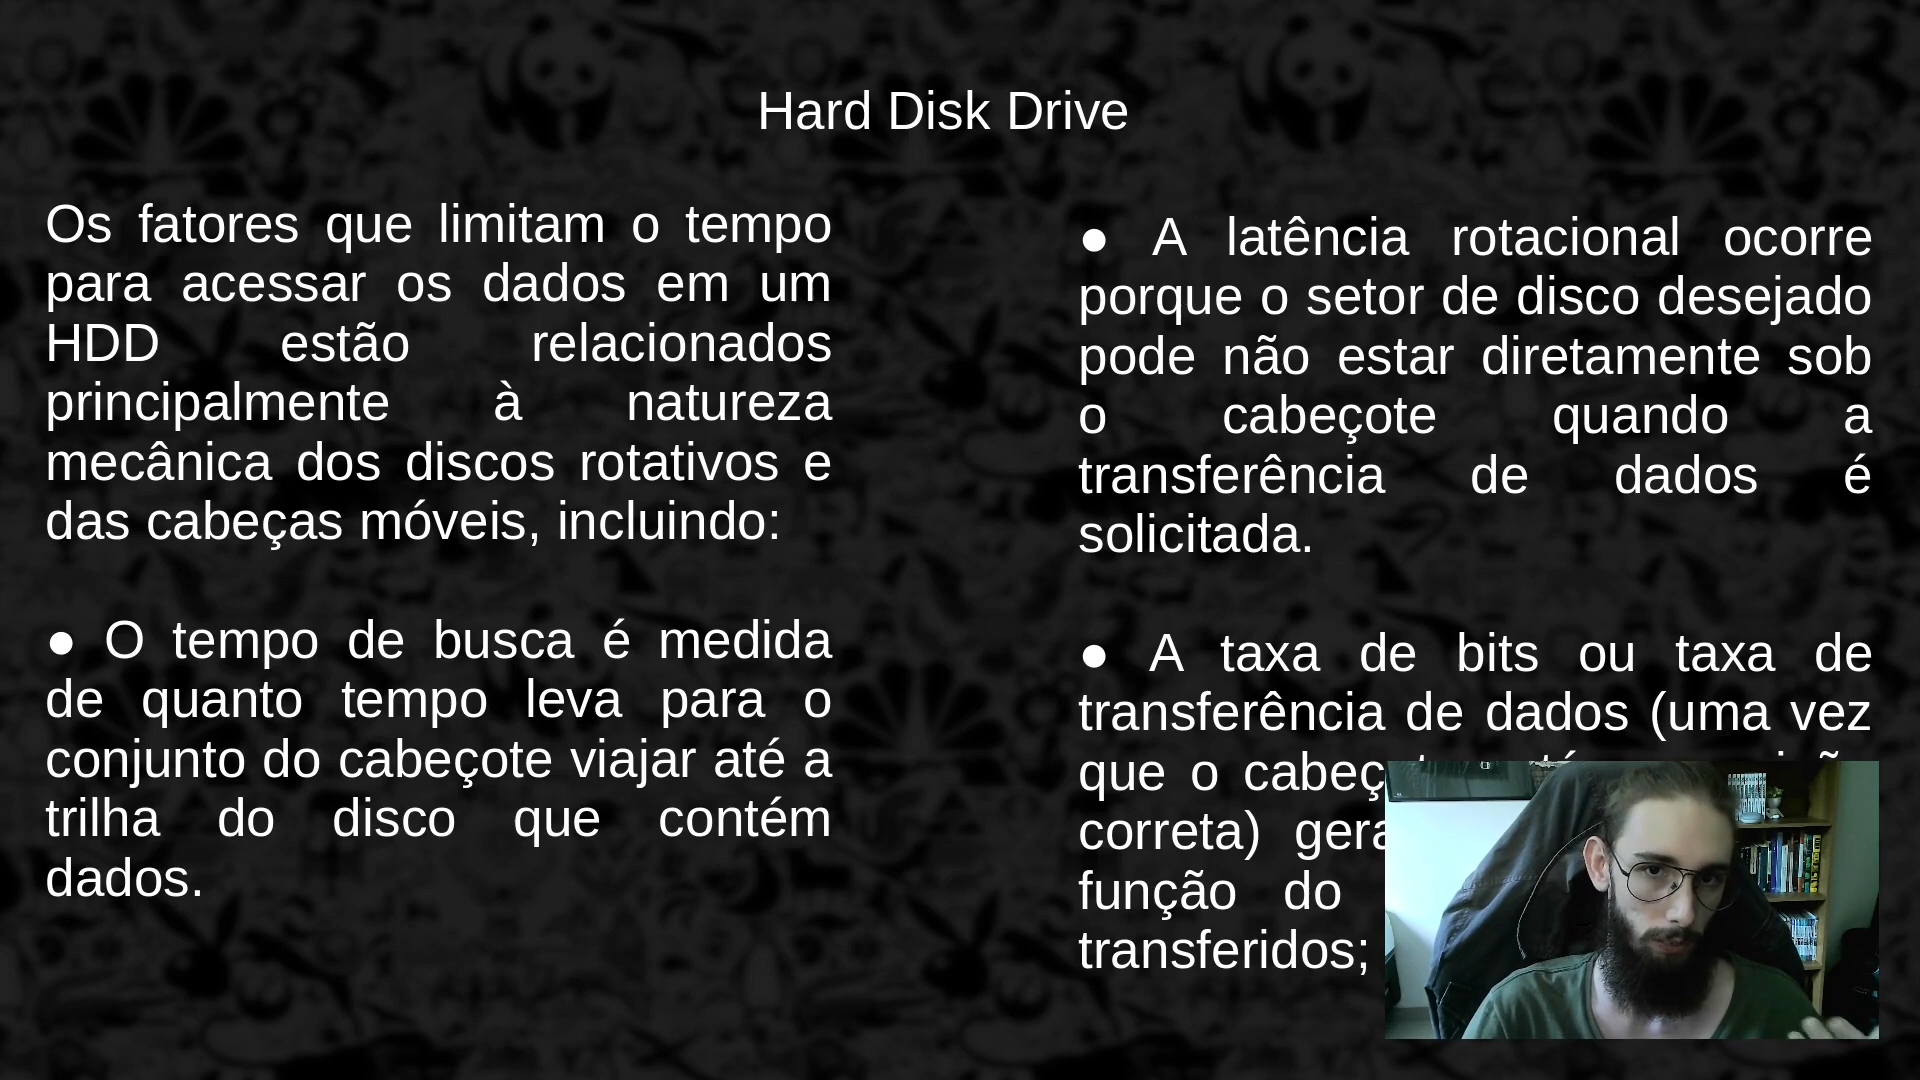 Hard Disk Drive
Os fatores que limitam o tempo
para acessar os dados em um
HDD estão relacionados
principalmente à natureza
mecânica dos discos rotativos e
das cabeças móveis, incluindo:
● O tempo de busca é medida
de quanto tempo leva para o
conjunto do cabeçote viajar até a
trilha do disco que contém
dados.
● A latência rotacional ocorre
porque o setor de disco desejado
pode não estar diretamente sob
o cabeçote quando a
transferência de dados é
solicitada.
● A taxa de bits ou taxa de
transferência de dados (uma vez
que o
correta)
função do
transferidos;